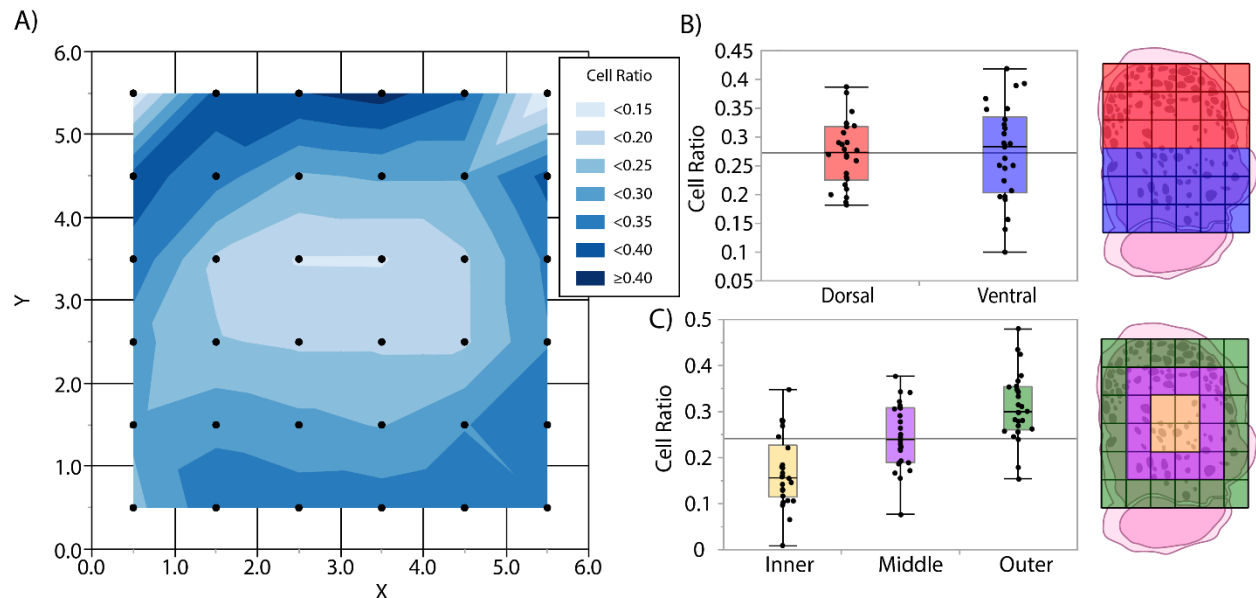 A)
6.0
5.0
4.0
3.0
2.0
1.0
0.0
Y
0.0 1.0 2.0 3.0 4.0 5.0 6.0
X
Cell Ratio
<0.15
<0.20
<0.25
<0.30
<0.35
<0.40
≥0.40
B)
0.45
0.4
0.35
0.3
0.25
0.2
0.15
0.1
0.05
Cell Ratio
Dorsal Ventral
C)
0.5
0.4
0.3
0.2
0.1
0
Cell Ratio
Inner Middle Outer